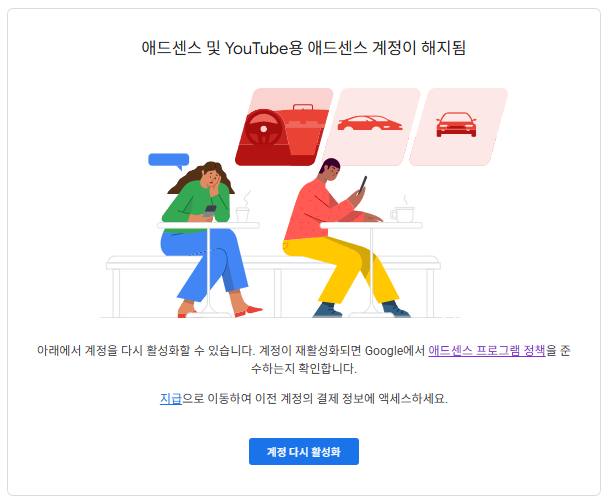 애드센스 및 YouTube용 애드센스 계정이 해지됨
아래에서 계정을 다시 활성화할 수 있습니다. 계정이 재활성화되면 Google에서 애드센스 프로그램 정책을 준
수하는지 확인합니다.
지급으로 이동하여 이전 계정의 결제 정보에 액세스하세요.
계정 다시 활성화